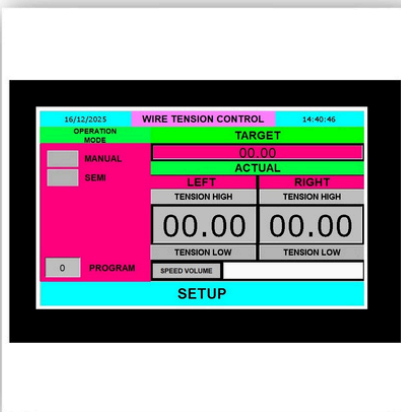 16/12/2025 WIRE TENSION CONTROL 14:40:46
OPERATION
MODE
TARGET
00.00
MANUAL
SEMI
ACTUAL
LEFT RIGHT
TENSION HIGH TENSION HIGH
00.00 00.00
TENSION LOW TENSION LOW
0 PROGRAM
SPEED VOLUME
SETUP